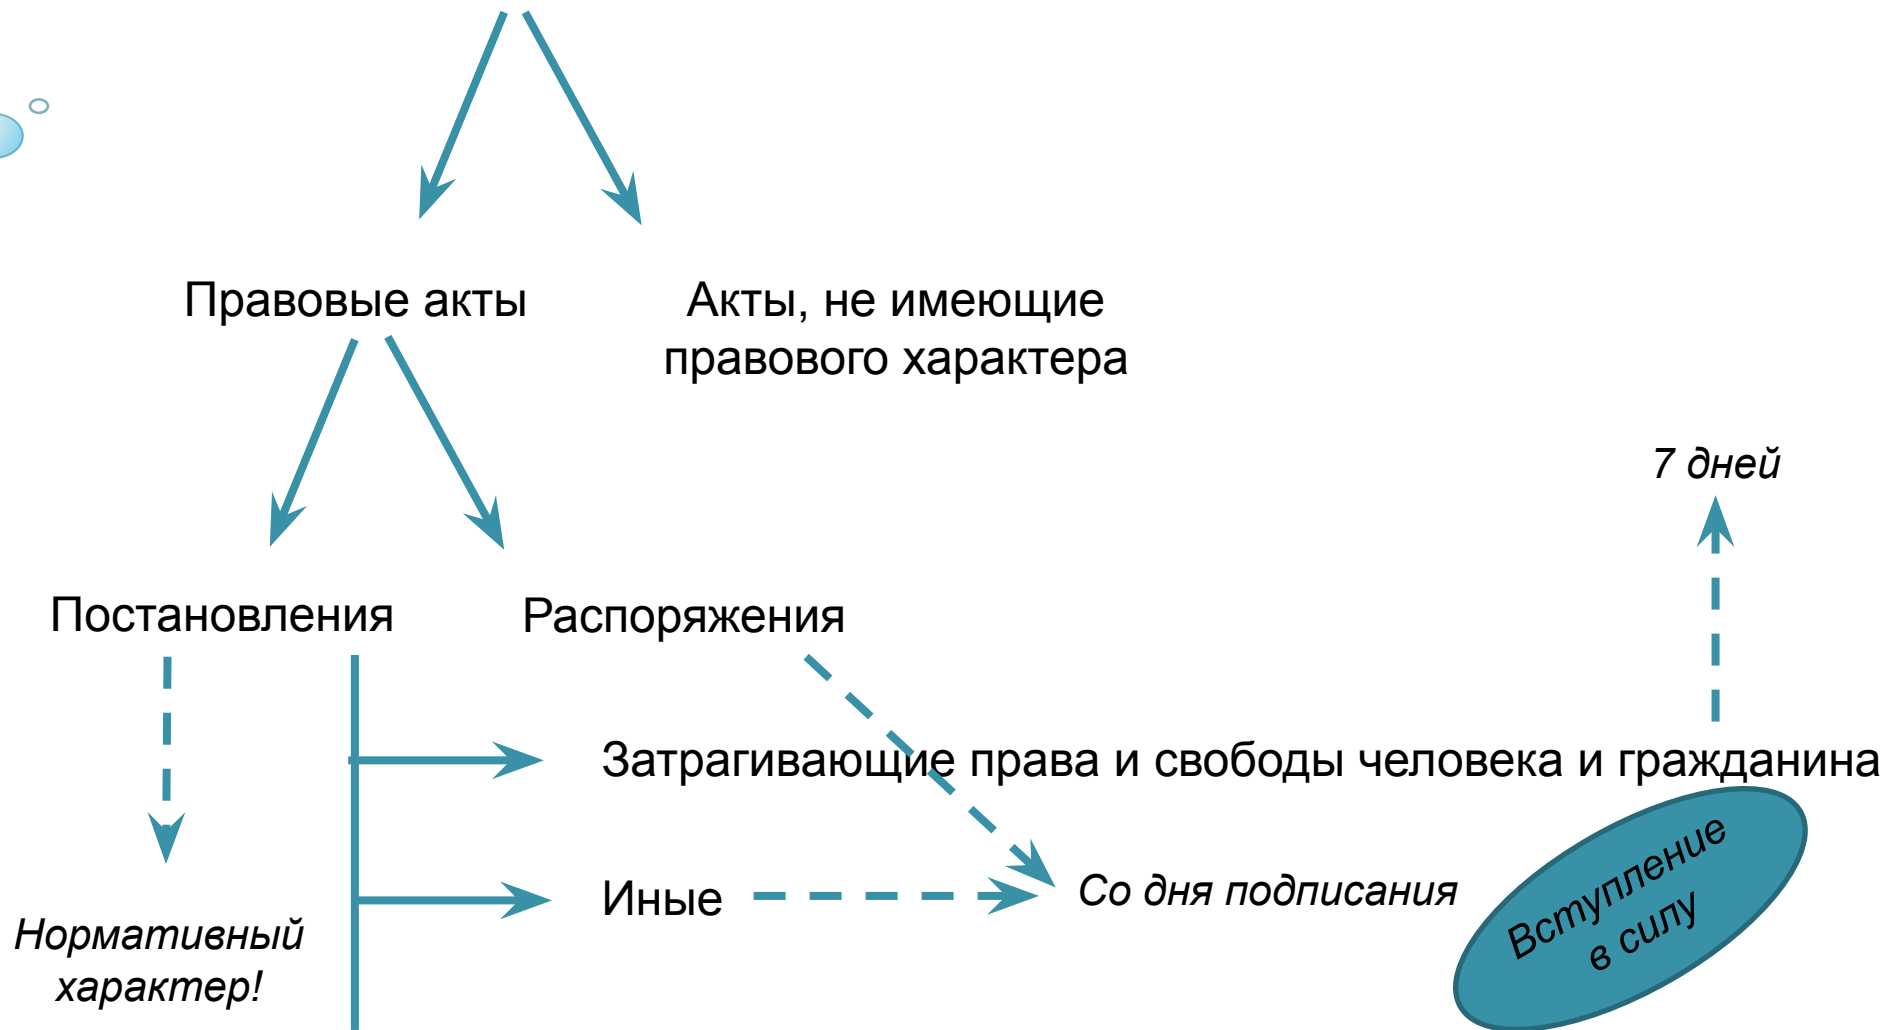 Правовые акты
Акты, не имеющие
правового характера
7 дней
Постановления
Распоряжения
Затрагивающие права и свободы человека и гражданина
Иные
Со дня подписания
Вступление
в силу
Нормативный
характер!